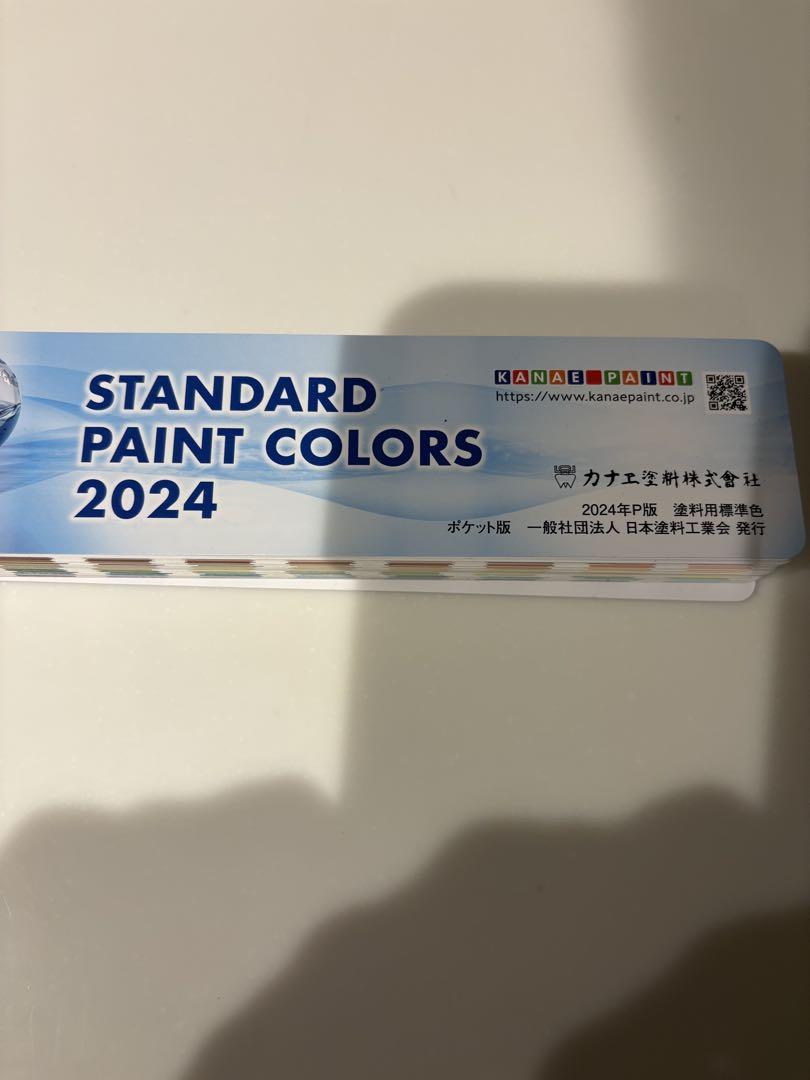 STANDARD
PAINT COLORS
2024
KANAE PAINT
https://www.kanaepaint.co.jp
カナヱ塗料株式會社
2024年P版　塗料用標準色
ポケット版　一般社団法人 日本塗料工業会 発行